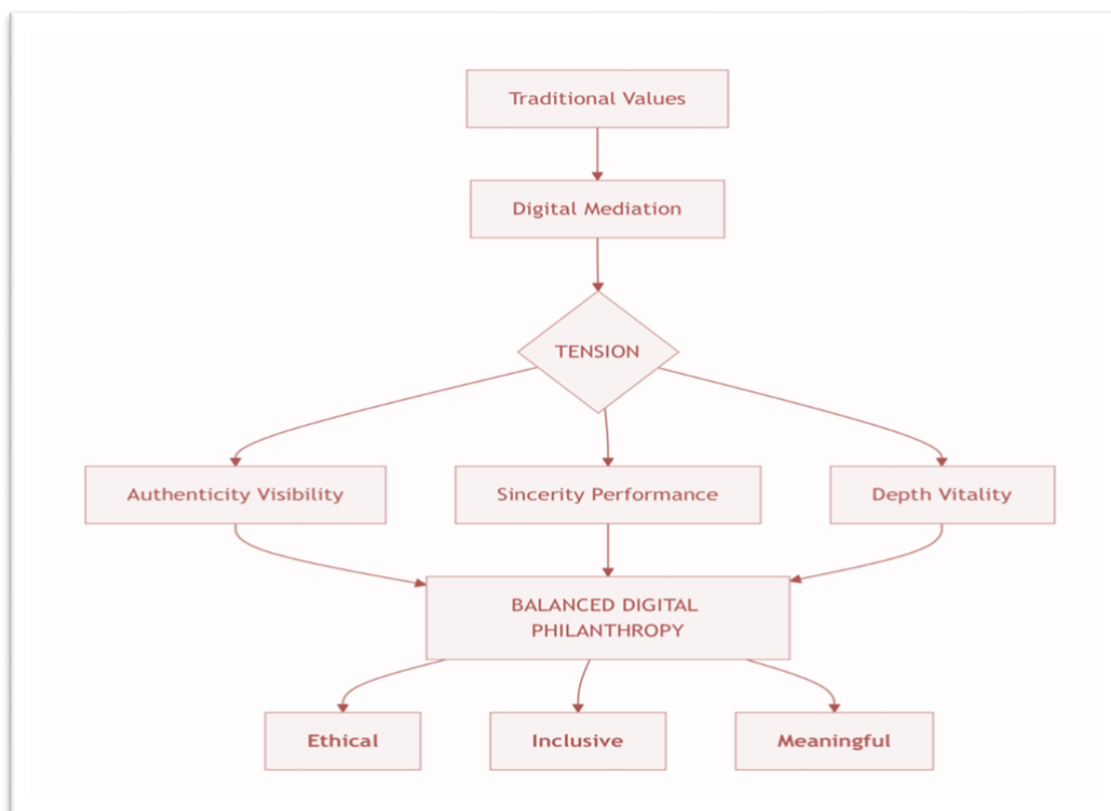 Traditional Values
Digital Mediation
TENSION
Authenticity Visibility
Sincerity Performance
Depth Vitality
BALANCED DIGITAL
PHILANTHROPY
Ethical
Inclusive
Meaningful